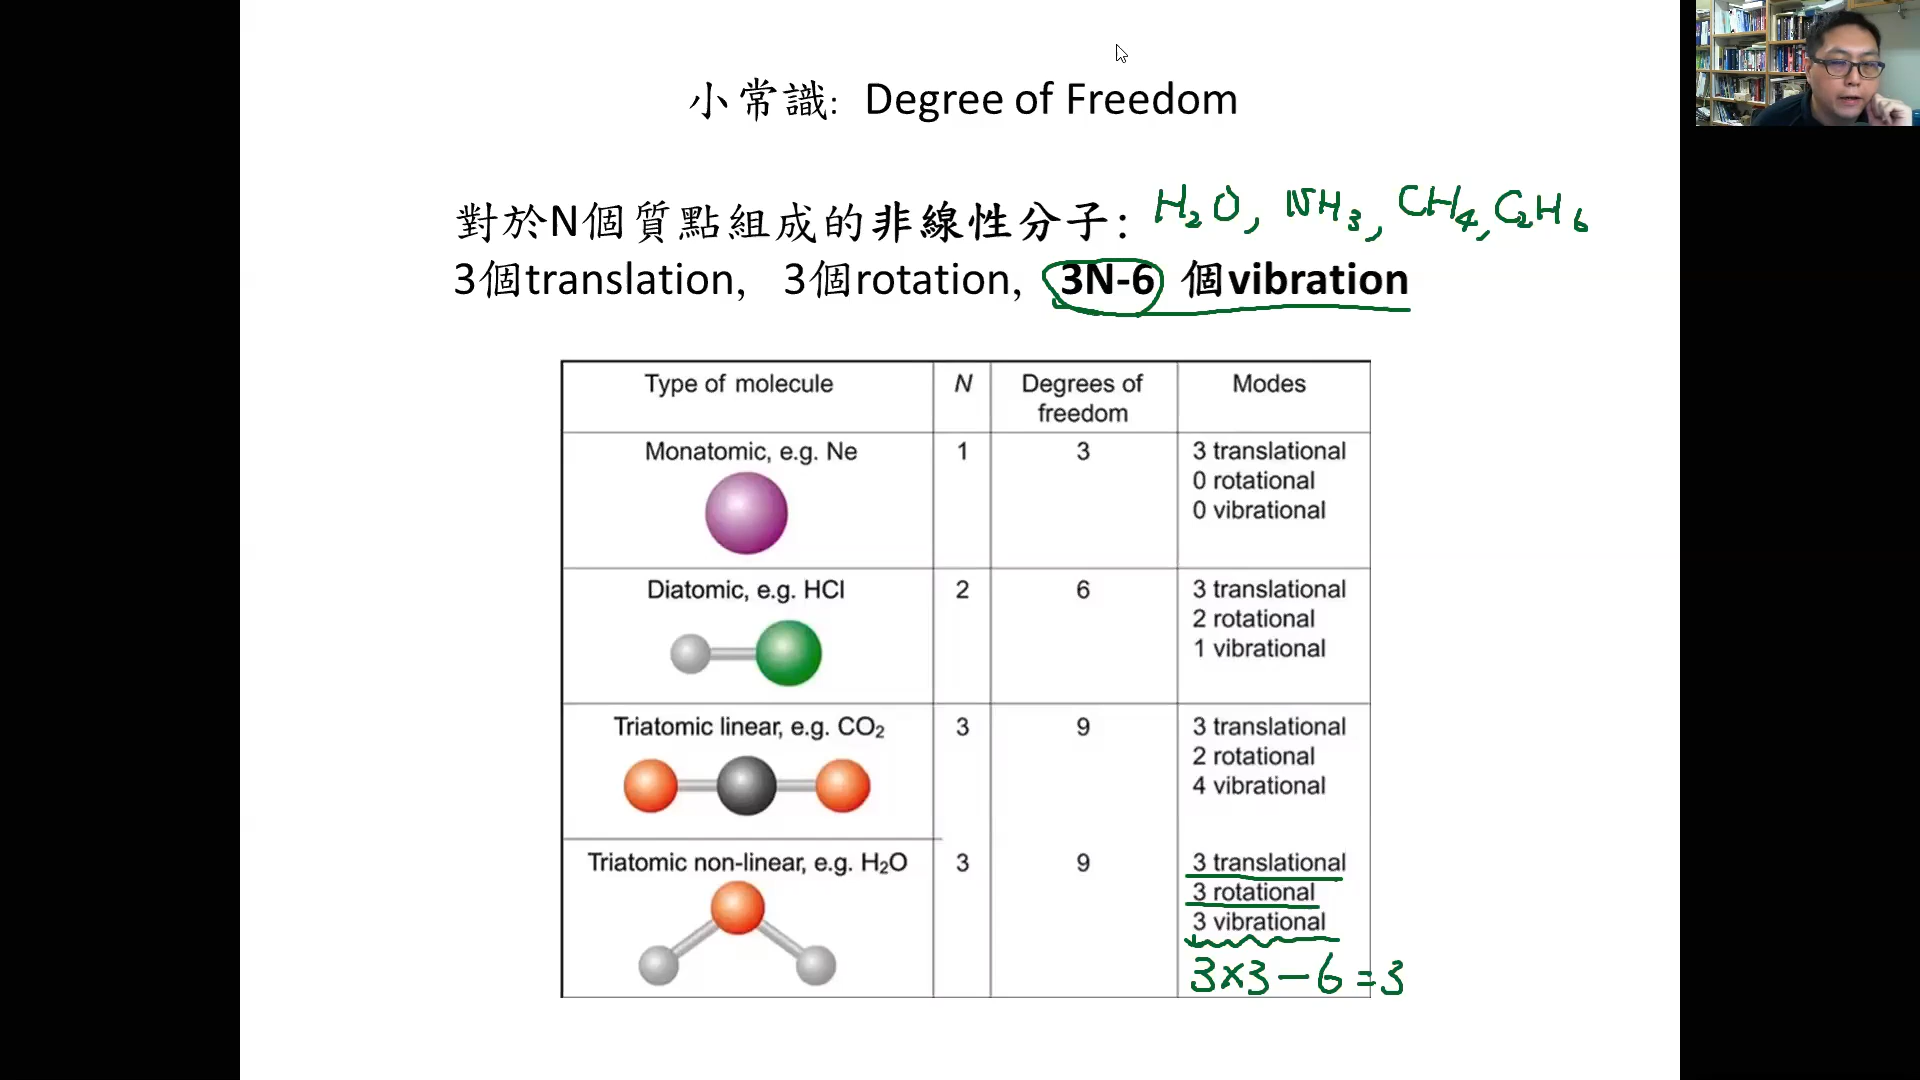 小常識: Degree of Freedom
對於N個質點組成的非線性分子: H₂O, NH₃, CH₄, C₂H₆
3個translation, 3個rotation, 3N-6 個vibration
Type of molecule N Degrees of freedom Modes
Monatomic, e.g. Ne 1 3 3 translational
0 rotational
0 vibrational
Diatomic, e.g. HCl 2 6 3 translational
2 rotational
1 vibrational
Triatomic linear, e.g. CO₂ 3 9 3 translational
2 rotational
4 vibrational
Triatomic non-linear, e.g. H₂O 3 9 3 translational
3 rotational
3 vibrational
3×3-6=3